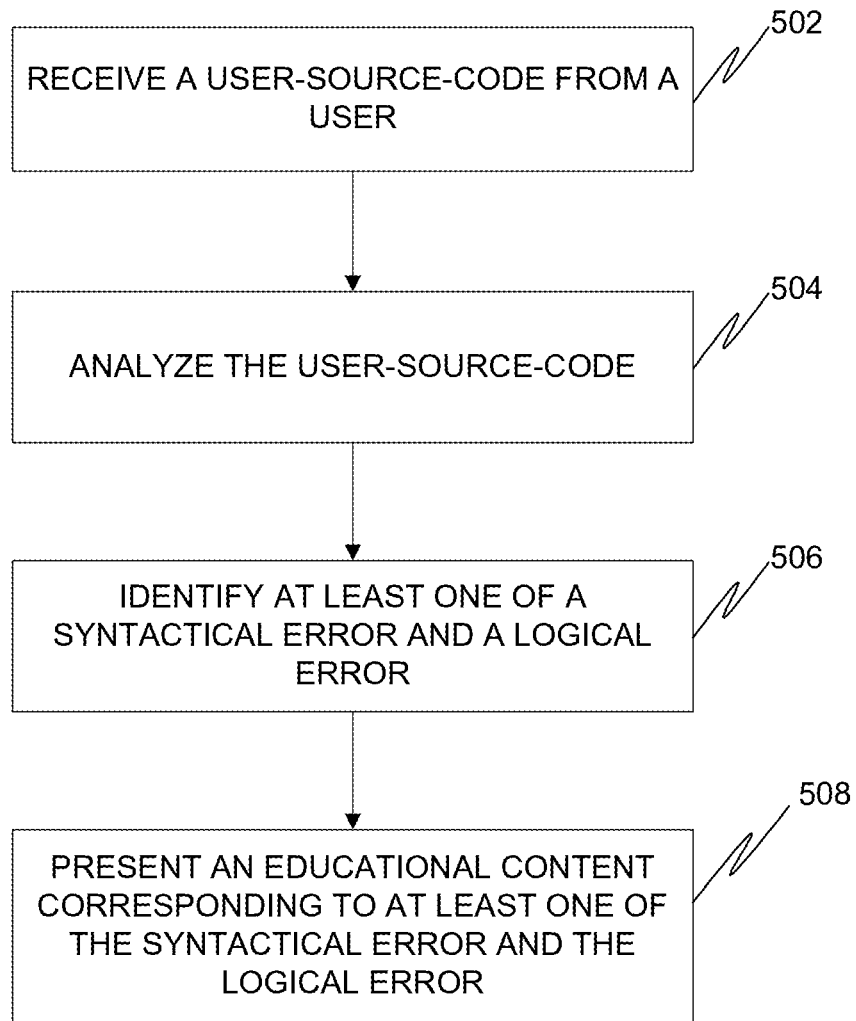 502
RECEIVE A USER-SOURCE-CODE FROM A
USER
504
ANALYZE THE USER-SOURCE-CODE
506
IDENTIFY AT LEAST ONE OF A
SYNTACTICAL ERROR AND A LOGICAL
ERROR
508
PRESENT AN EDUCATIONAL CONTENT
CORRESPONDING TO AT LEAST ONE OF
THE SYNTACTICAL ERROR AND THE
LOGICAL ERROR